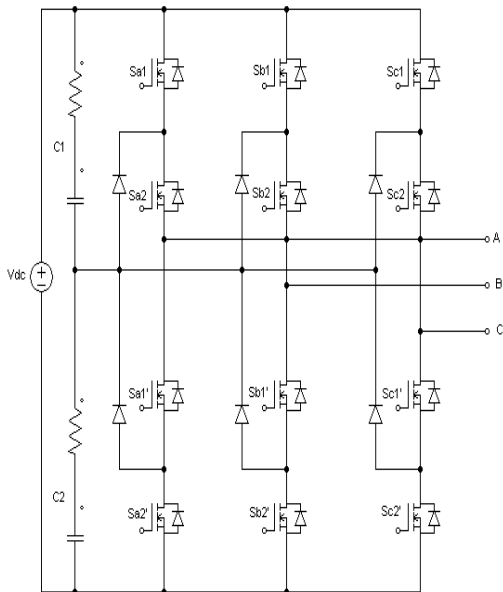 Sa1
Sb1
Sc1
C1
Sa2
Sb2
Sc2
A
Vdc
B
C
Sa1'
Sb1'
Sc1'
C2
Sa2'
Sb2'
Sc2'